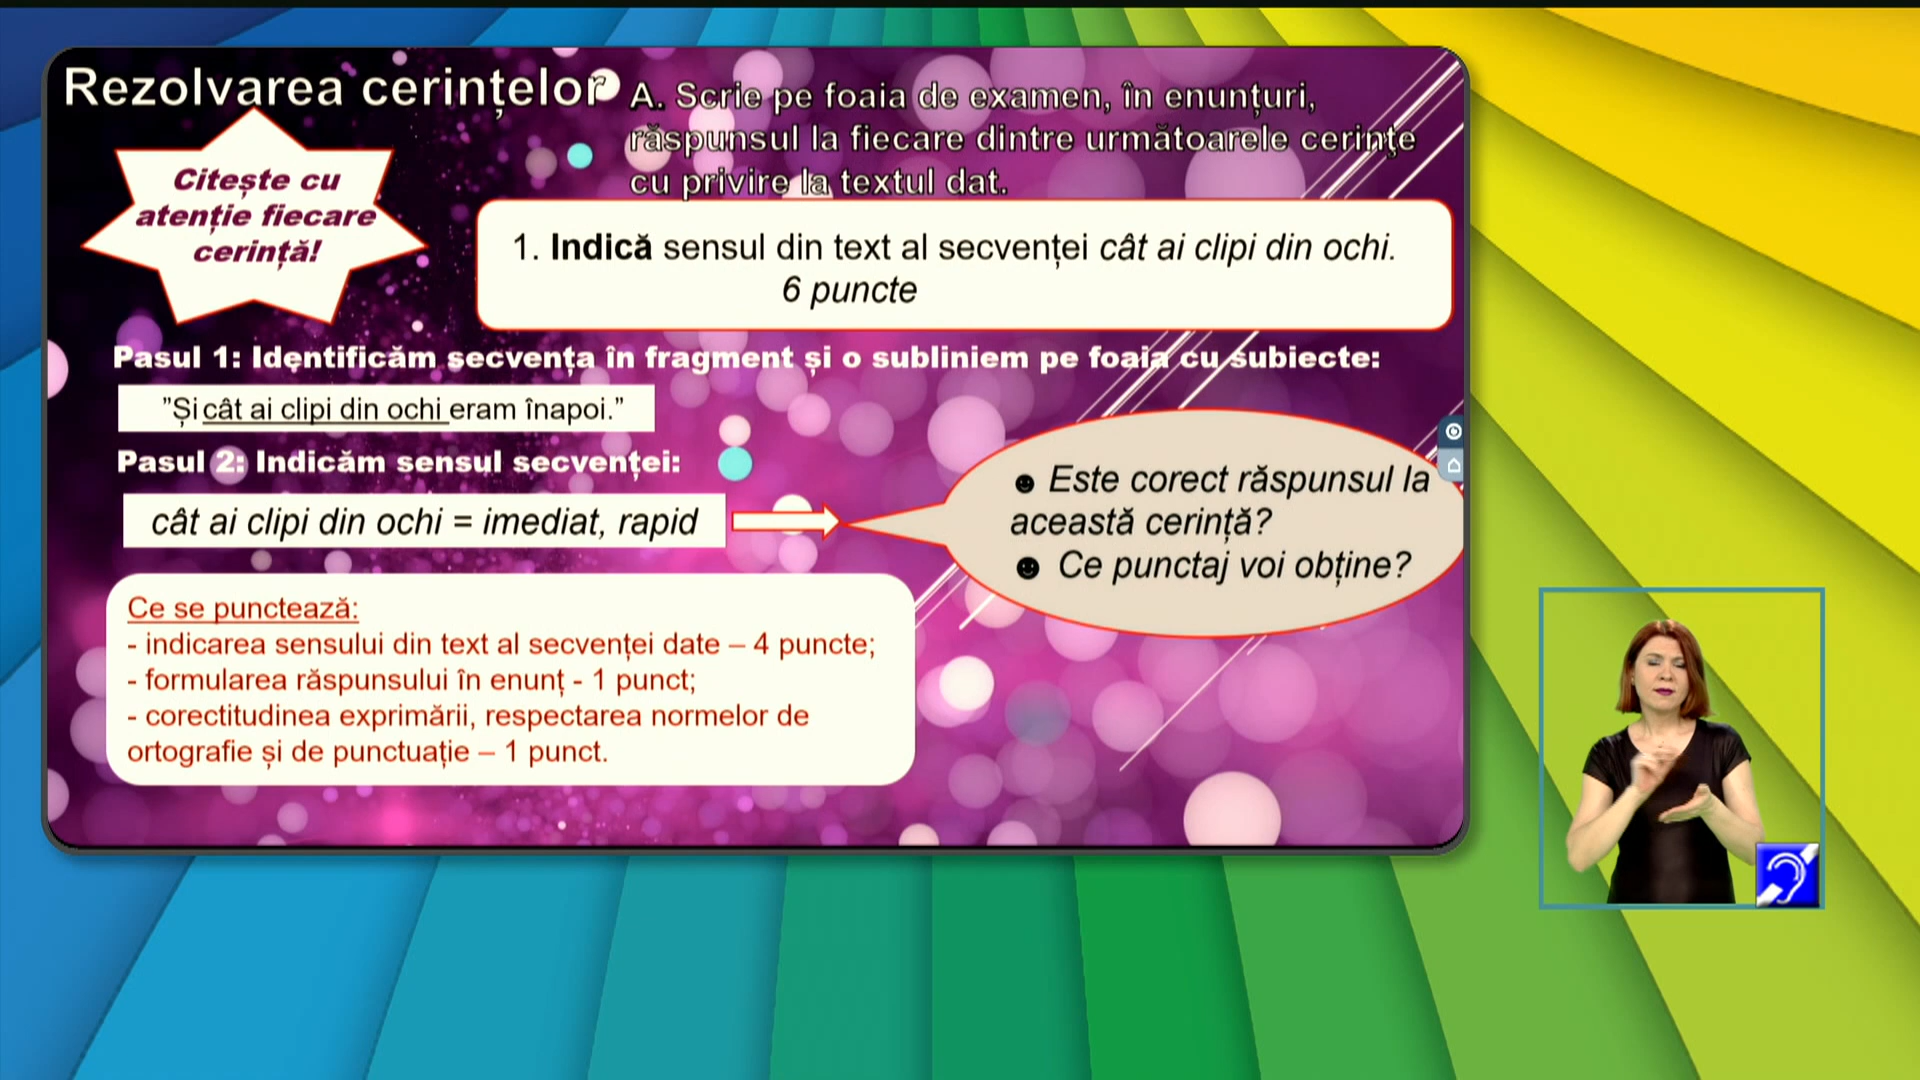 Rezolvarea cerințelor
A. Scrie pe foaia de examen, în enunțuri,
răspunsul la fiecare dintre următoarele cerinţe
cu privire la textul dat.
Citește cu
atenție fiecare
cerință!
1. Indică sensul din text al secvenței cât ai clipi din ochi.
6 puncte
Pasul 1: Identificăm secvența în fragment și o subliniem pe foaia cu subiecte:
”Și cât ai clipi din ochi eram înapoi.”
Pasul 2: Indicăm sensul secvenței:
cât ai clipi din ochi = imediat, rapid
☻ Este corect răspunsul la
această cerință?
☻ Ce punctaj voi obține?
Ce se punctează:
- indicarea sensului din text al secvenței date – 4 puncte;
- formularea răspunsului în enunț - 1 punct;
- corectitudinea exprimării, respectarea normelor de
ortografie și de punctuație – 1 punct.